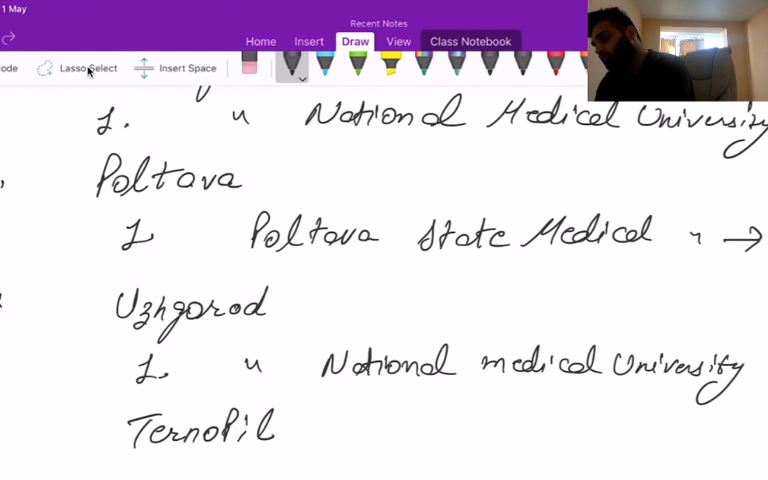 1 May
Recent Notes
Home Insert Draw View Class Notebook
ode Lasso Select Insert Space
1. " National Medical University
Poltava
1 Poltava State Medical " →
Uzhgorod
1. " National medical University
TernoPil